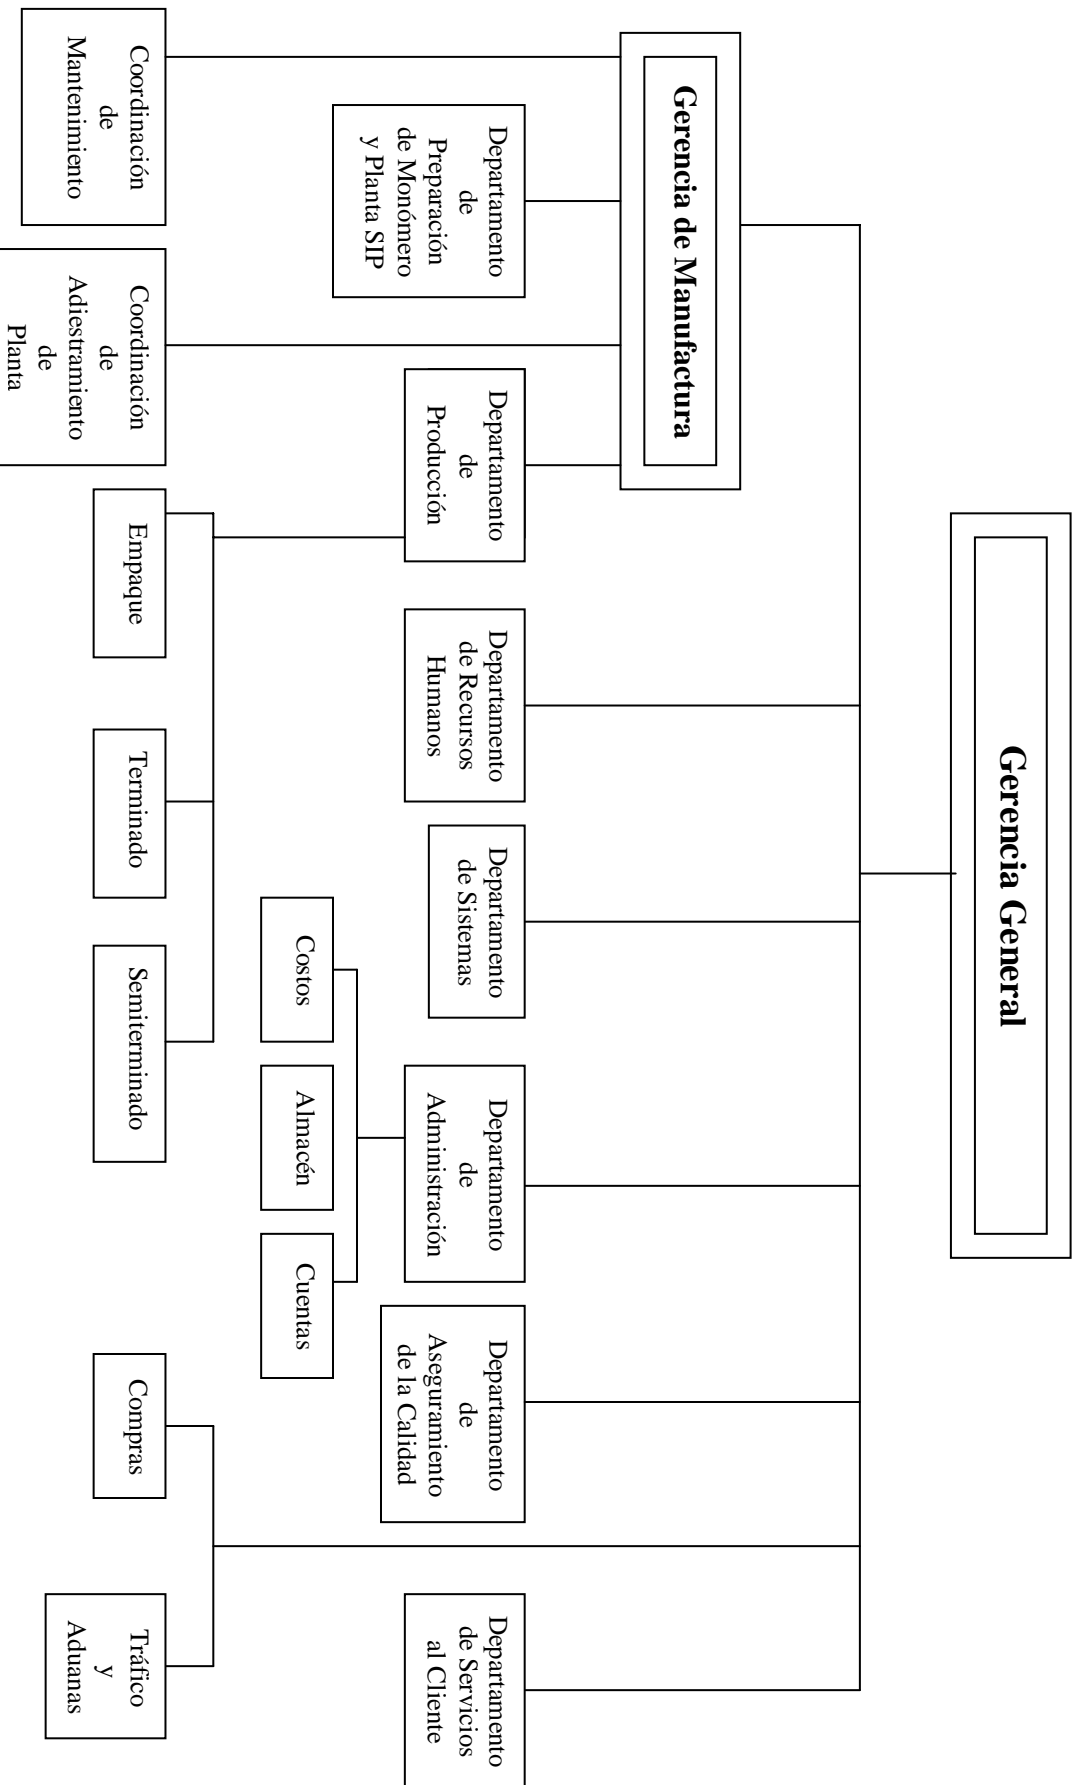 Gerencia General
Gerencia de Manufactura
Departamento
de
Preparación
de Monómero
y Planta SIP
Departamento
de
Producción
Departamento
de Recursos
Humanos
Departamento
de Sistemas
Departamento
de
Administración
Departamento
de
Aseguramiento
de la Calidad
Departamento
de Servicios
al Cliente
Costos
Almacén
Cuentas
Coordinación
de
Mantenimiento
Coordinación
de
Adiestramiento
de
Planta
Empaque
Terminado
Semiterminado
Compras
Tráfico
y
Aduanas